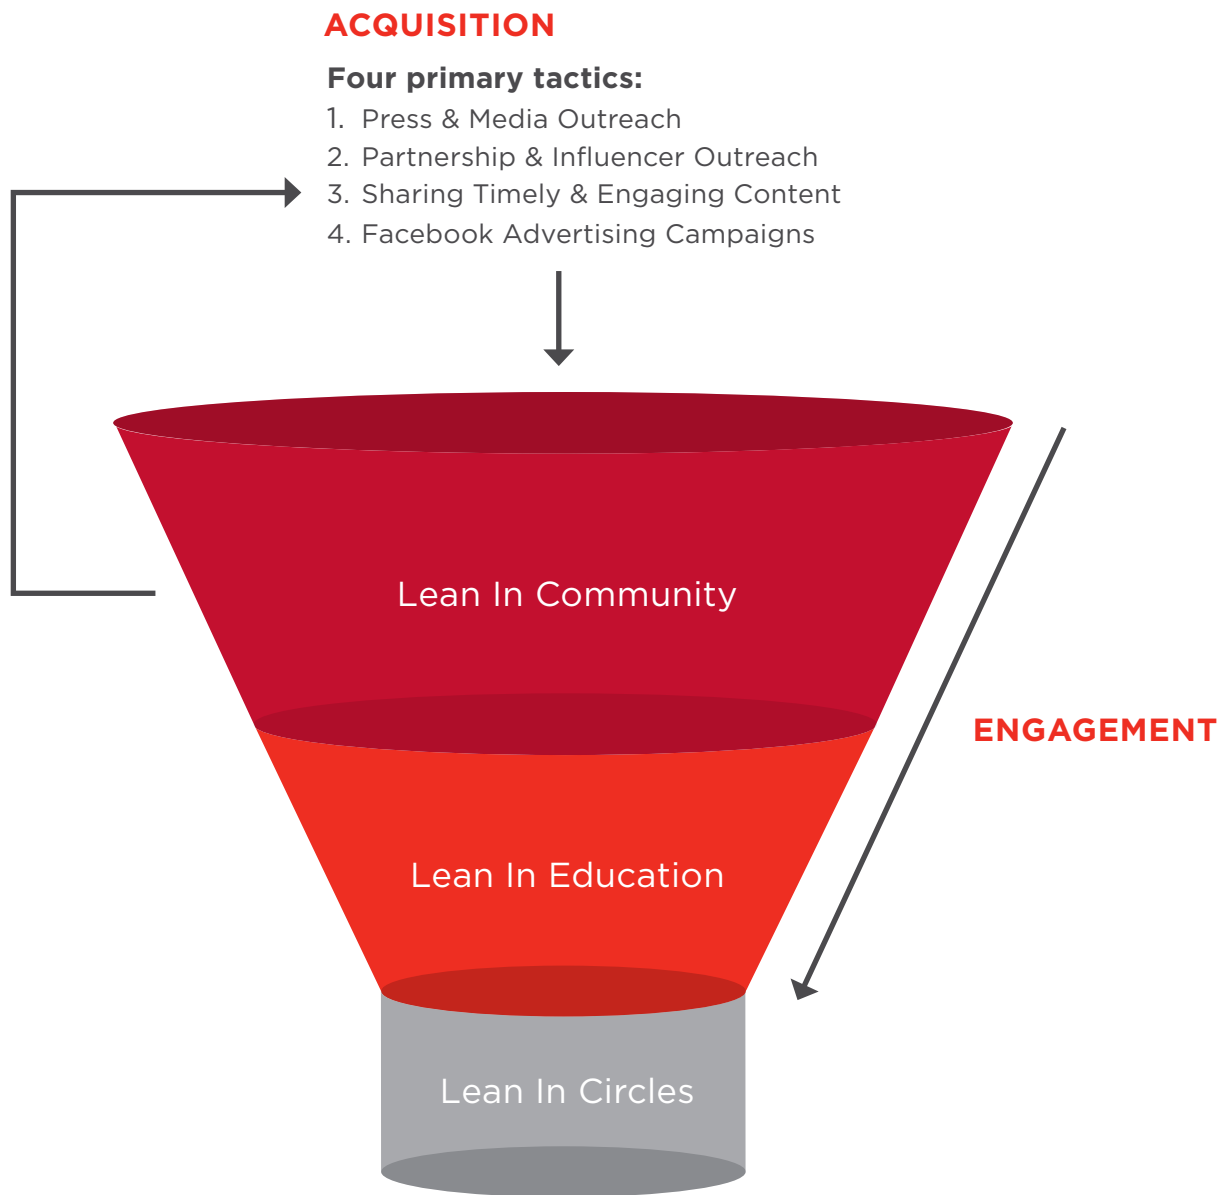 ACQUISITION
Four primary tactics:
1. Press & Media Outreach
2. Partnership & Influencer Outreach
3. Sharing Timely & Engaging Content
4. Facebook Advertising Campaigns
Lean In Community
ENGAGEMENT
Lean In Education
Lean In Circles